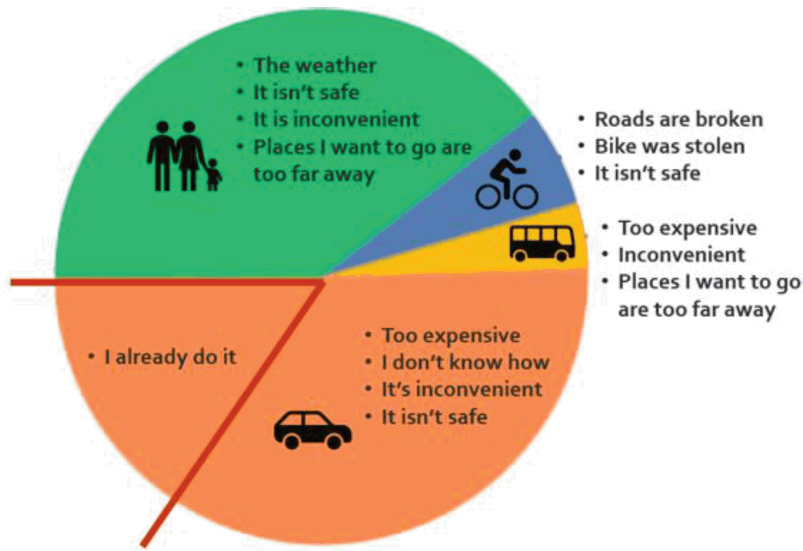 • The weather
• It isn't safe
• It is inconvenient
• Places I want to go are
too far away
• Roads are broken
• Bike was stolen
• It isn't safe
• Too expensive
• Inconvenient
• Places I want to go
are too far away
• I already do it
• Too expensive
• I don't know how
• It's inconvenient
• It isn't safe